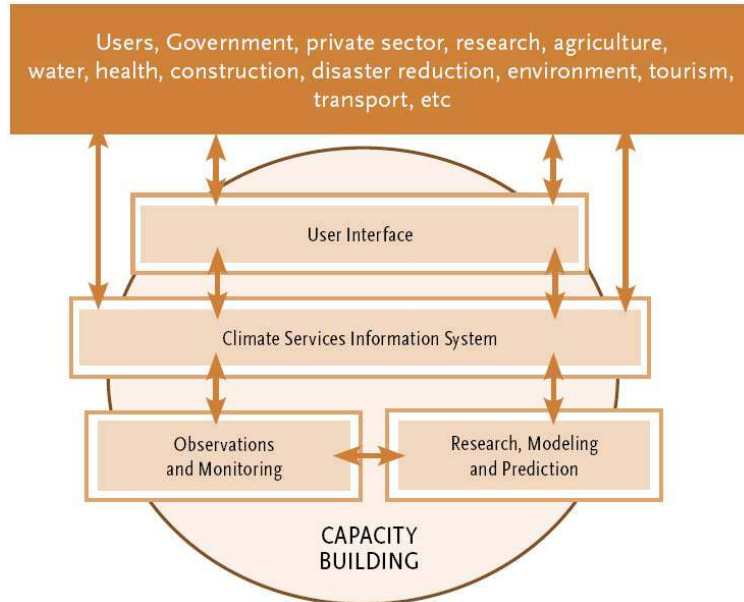 Users, Government, private sector, research, agriculture,
water, health, construction, disaster reduction, environment, tourism,
transport, etc
User Interface
Climate Services Information System
Observations
and Monitoring
Research, Modeling
and Prediction
CAPACITY
BUILDING